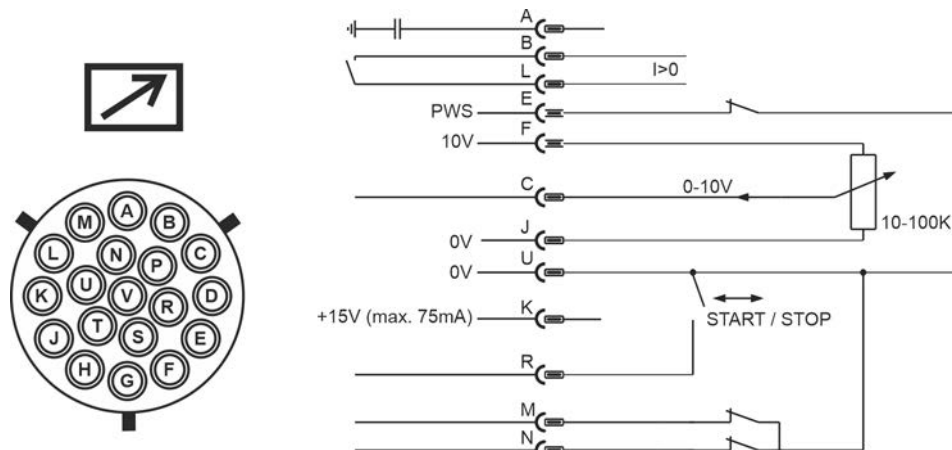 A
B
C
D
E
F
G
H
J
K
L
M
N
P
R
S
T
U
V
A
B
L
I>0
PWS E
10V F
C 0-10V
10-100K
0V J
0V U
+15V (max. 75mA) K
START / STOP
R
M
N